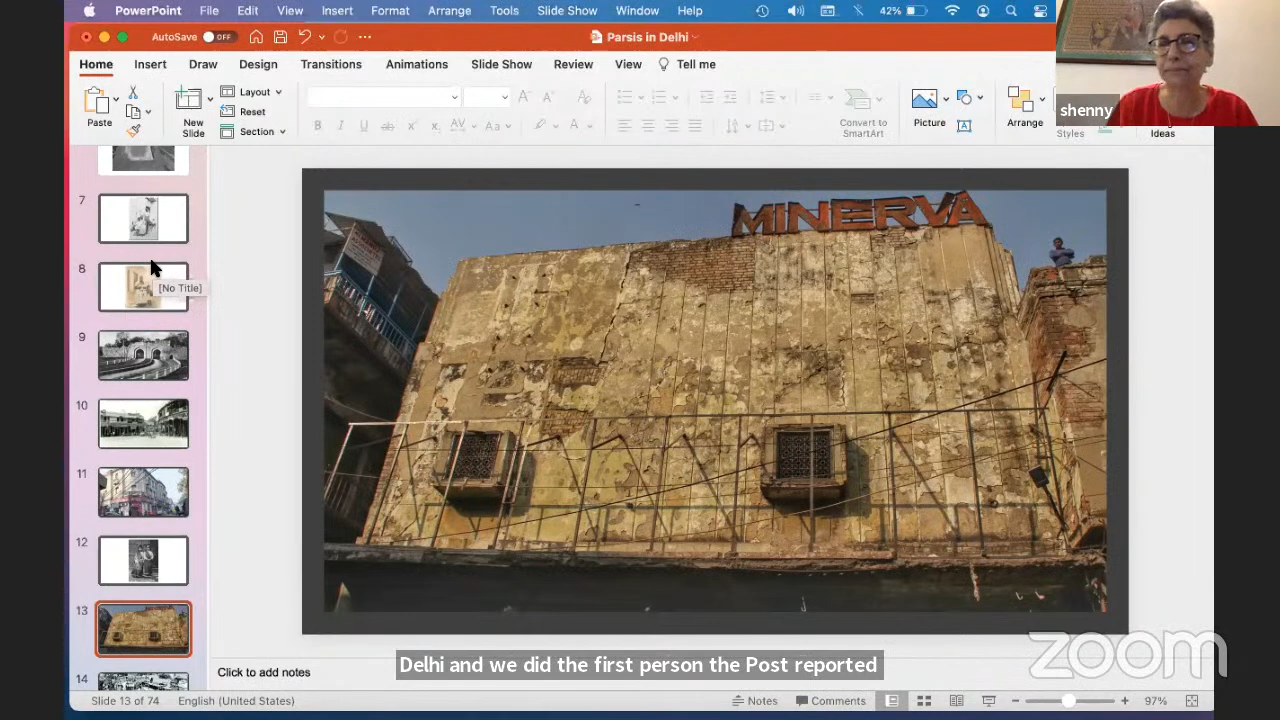 PowerPoint File Edit View Insert Format Arrange Tools Slide Show Window Help 42%
AutoSave OFF Parsis in Delhi
Home Insert Draw Design Transitions Animations Slide Show Review View Tell me
Paste New Slide Layout Reset Section Convert to SmartArt Picture Arrange Styles Ideas
shenny
7
8
[No Title]
9
10
11
12
13
14
MINERVA
Delhi and we did the first person the Post reported
zoom
Click to add notes
Slide 13 of 74 English (United States) Notes Comments 97%